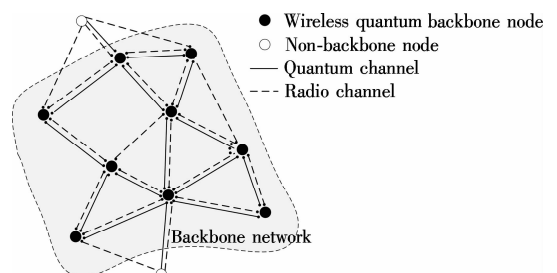 Wireless quantum backbone node
Non-backbone node
Quantum channel
Radio channel
Backbone network